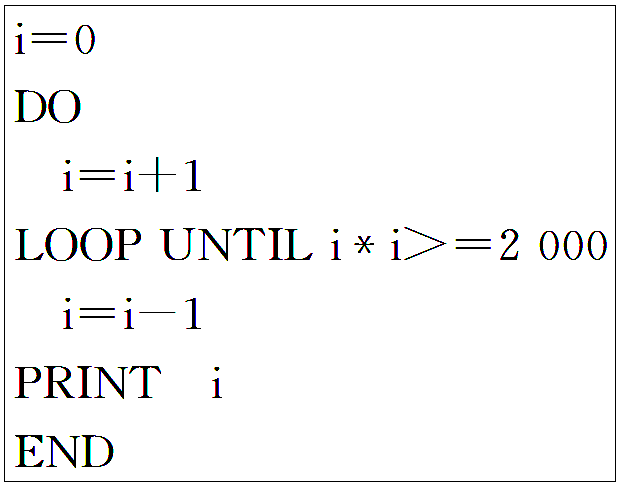 i＝0
DO
i＝i＋1
LOOP UNTIL i * i＞＝2 000
i＝i－1
PRINT i
END